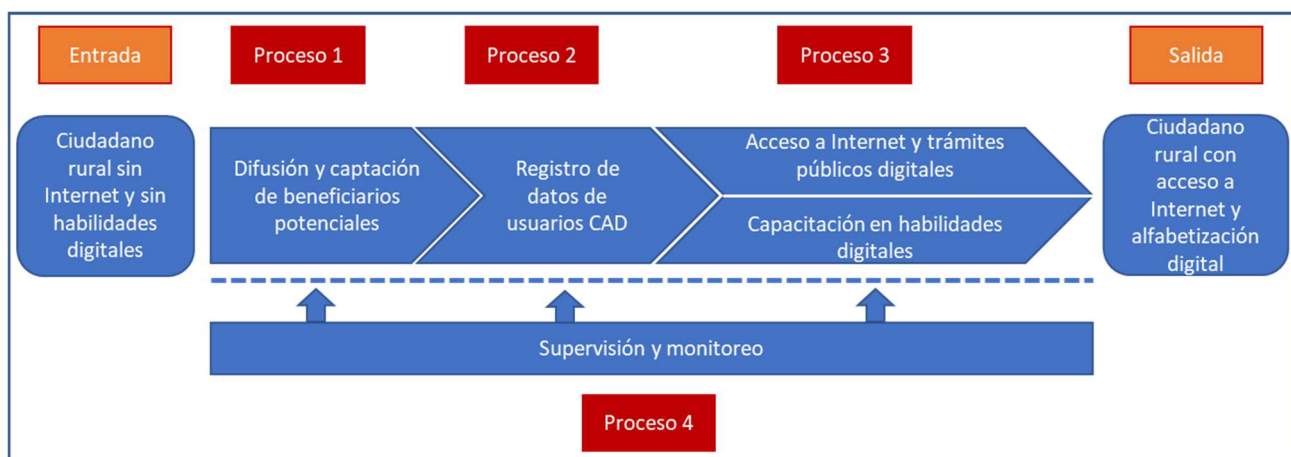 Entrada
Proceso 1
Proceso 2
Proceso 3
Salida
Ciudadano
rural sin
Internet y sin
habilidades
digitales
Difusión y captación
de beneficiarios
potenciales
Registro de
datos de
usuarios CAD
Acceso a Internet y trámites
públicos digitales
Capacitación en habilidades
digitales
Ciudadano
rural con
acceso a
Internet y
alfabetización
digital
Supervisión y monitoreo
Proceso 4